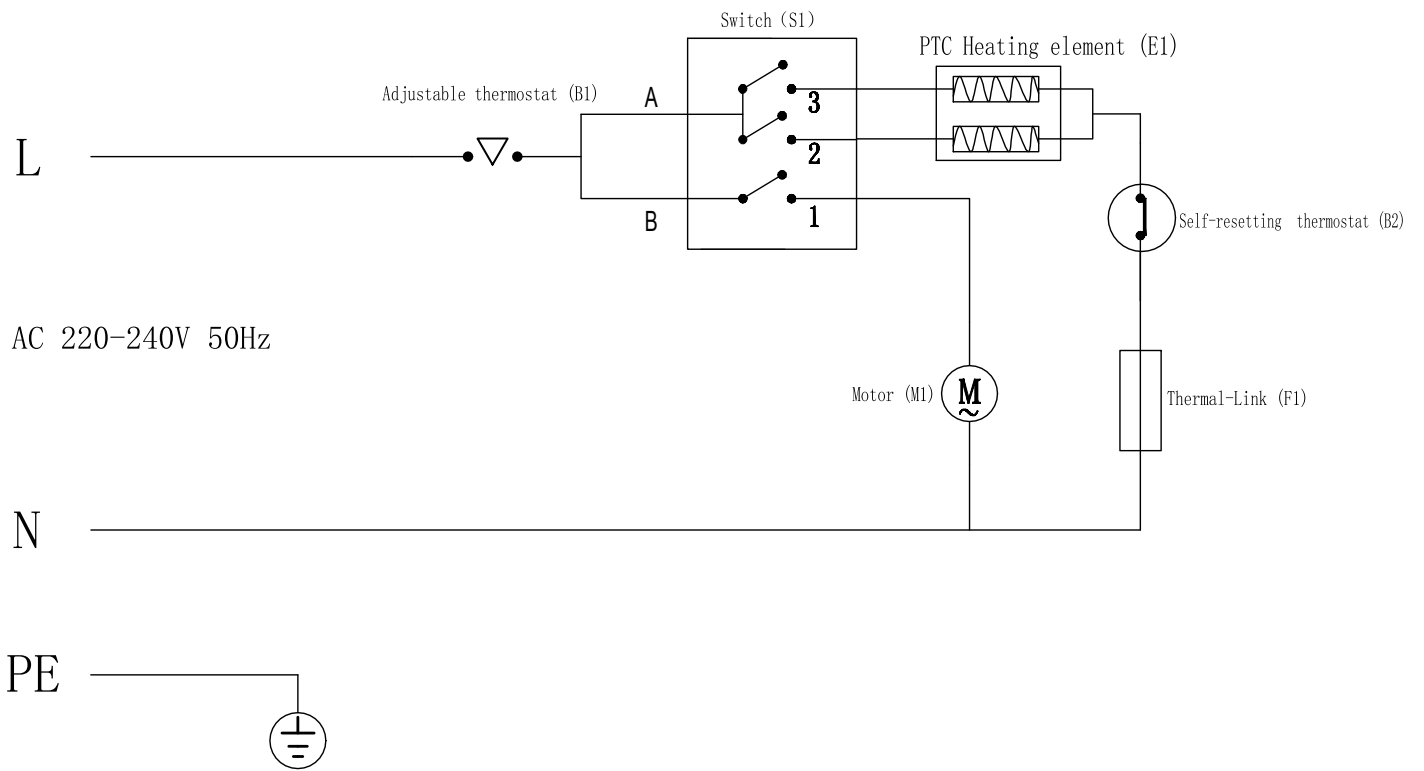 Switch (S1)
PTC Heating element (E1)
Adjustable thermostat (B1)
A
3
L
2
B
1
Self-resetting thermostat (B2)
AC 220-240V 50Hz
Motor (M1)
M
~
Thermal-Link (F1)
N
PE